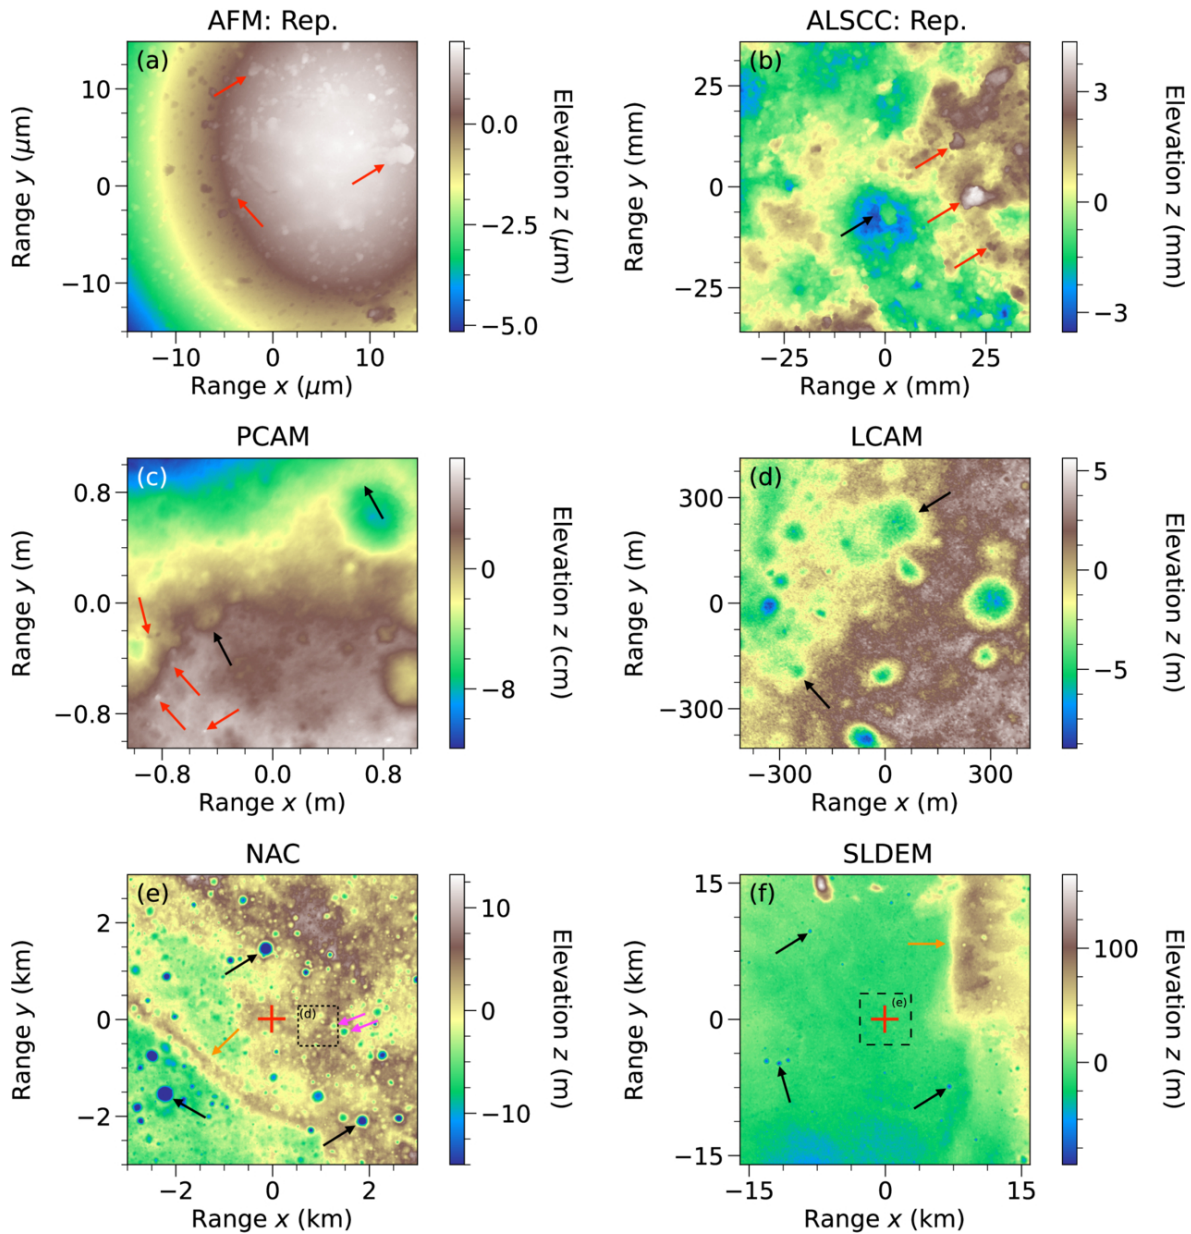 AFM: Rep.
(a)
10
0
−10
Range y (μm)
−10 0 10
Range x (μm)
0.0
−2.5
−5.0
Elevation z (μm)
ALSCC: Rep.
(b)
25
0
−25
Range y (mm)
−25 0 25
Range x (mm)
3
0
−3
Elevation z (mm)
PCAM
(c)
0.8
0.0
−0.8
Range y (m)
−0.8 0.0 0.8
Range x (m)
0
−8
Elevation z (cm)
LCAM
(d)
300
0
−300
Range y (m)
−300 0 300
Range x (m)
5
0
−5
Elevation z (m)
NAC
(e)
(d)
2
0
−2
Range y (km)
−2 0 2
Range x (km)
10
0
−10
Elevation z (m)
SLDEM
(f)
(e)
15
0
−15
Range y (km)
−15 0 15
Range x (km)
100
0
Elevation z (m)